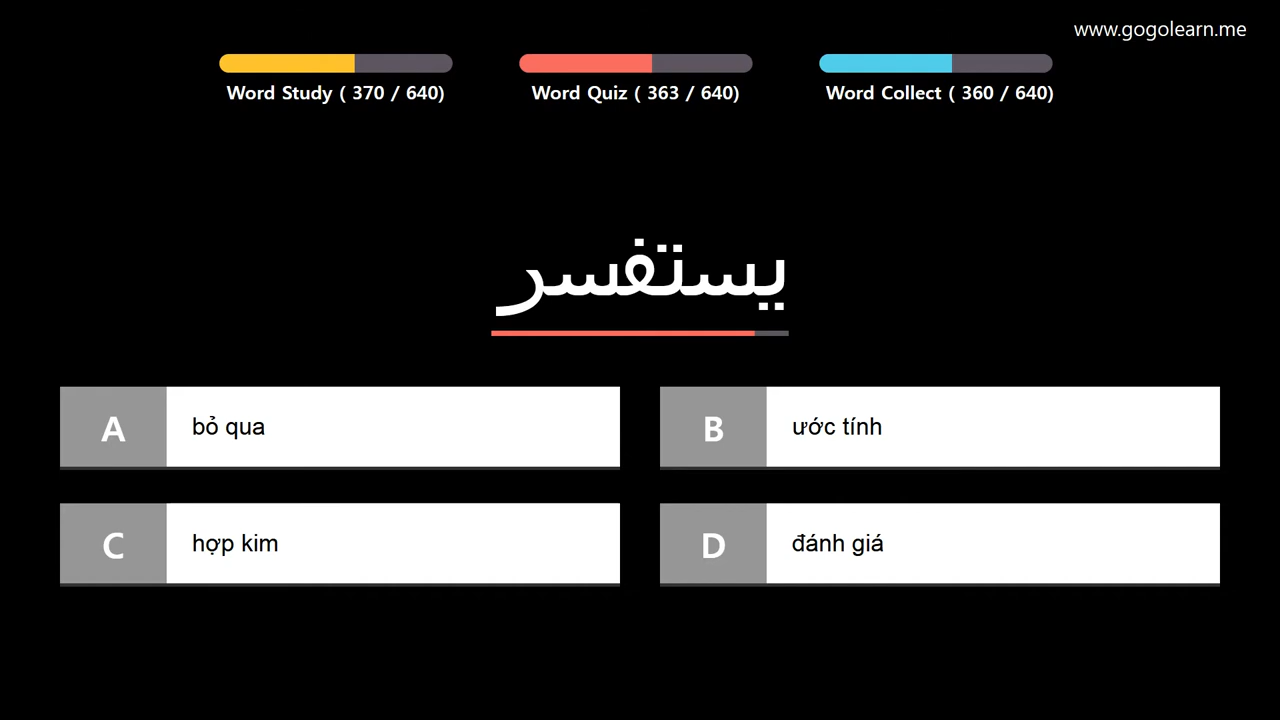 www.gogolearn.me
Word Study ( 370 / 640)
Word Quiz ( 363 / 640)
Word Collect ( 360 / 640)
يستفسر
A bỏ qua
B ước tính
C hợp kim
D đánh giá